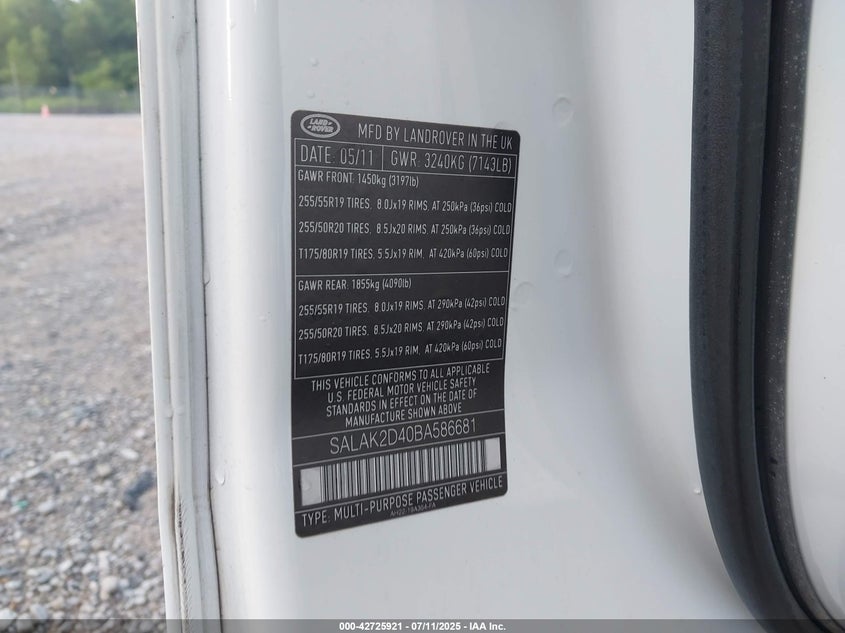 LAND ROVER
MFD BY LANDROVER IN THE UK
DATE: 05/11 GWR: 3240KG (7143LB)
GAWR FRONT: 1450kg (3197lb)
255/55R19 TIRES, 8.0Jx19 RIMS, AT 250kPa (36psi) COLD
255/50R20 TIRES, 8.5Jx20 RIMS, AT 250kPa (36psi) COLD
T175/80R19 TIRES, 5.5Jx19 RIM, AT 420kPa (60psi) COLD
GAWR REAR: 1855kg (4090lb)
255/55R19 TIRES, 8.0Jx19 RIMS, AT 290kPa (42psi) COLD
255/50R20 TIRES, 8.5Jx20 RIMS, AT 290kPa (42psi) COLD
T175/80R19 TIRES, 5.5Jx19 RIM, AT 420kPa (60psi) COLD
THIS VEHICLE CONFORMS TO ALL APPLICABLE
U.S. FEDERAL MOTOR VEHICLE SAFETY
STANDARDS IN EFFECT ON THE DATE OF
MANUFACTURE SHOWN ABOVE
SALAK2D40BA586681
TYPE: MULTI-PURPOSE PASSENGER VEHICLE
000-42725921 - 07/11/2025 - IAA Inc.